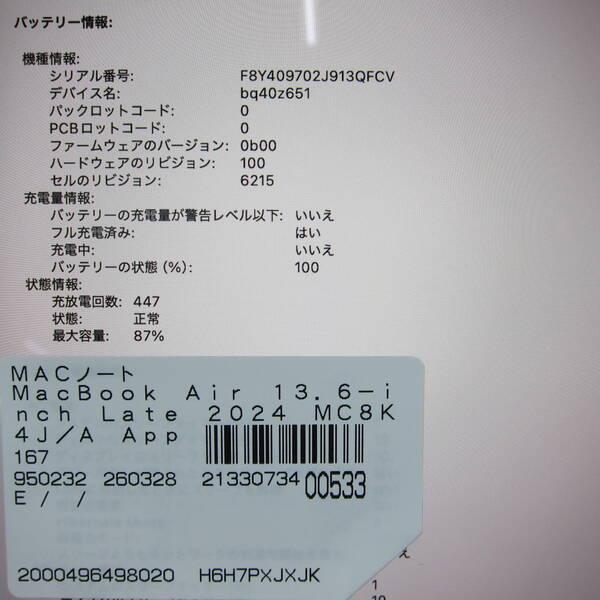 バッテリー情報:
機種情報:
シリアル番号: F8Y409702J913QFCV
デバイス名: bq40z651
パックロットコード: 0
PCBロットコード: 0
ファームウェアのバージョン: 0b00
ハードウェアのリビジョン: 100
セルのリビジョン: 6215
充電量情報:
バッテリーの充電量が警告レベル以下: いいえ
フル充電済み: はい
充電中: いいえ
バッテリーの状態 (%): 100
状態情報:
充放電回数: 447
状態: 正常
最大容量: 87%
MACノート
MacBook Air 13.6-i
nch Late 2024 MC8K
4J/A App
167
950232 260328 21330734 00533
E / /
2000496498020 H6H7PXJXJK
え
1